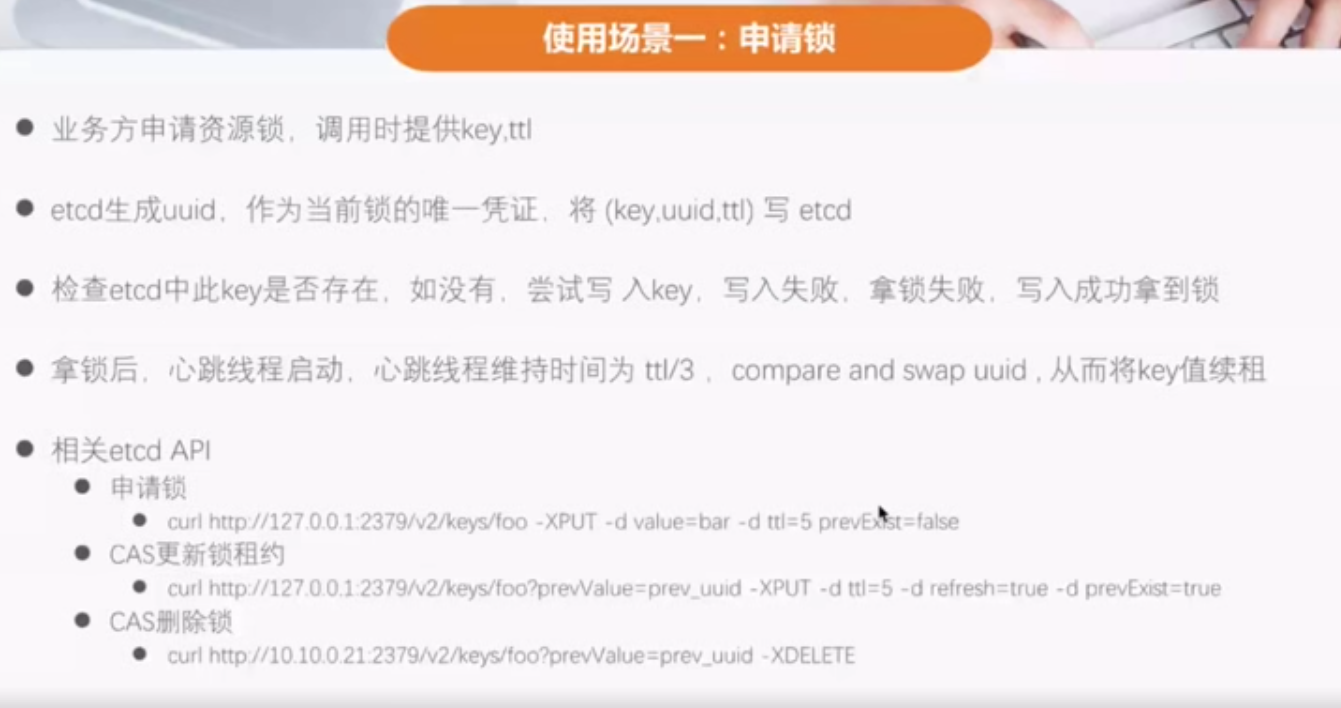 使用场景一：申请锁
业务方申请资源锁，调用时提供key,ttl
etcd生成uuid，作为当前锁的唯一凭证，将 (key,uuid,ttl) 写 etcd
检查etcd中此key是否存在，如没有，尝试写 入key，写入失败，拿锁失败，写入成功拿到锁
拿锁后，心跳线程启动，心跳线程维持时间为 ttl/3 ，compare and swap uuid , 从而将key值续租
相关etcd API
申请锁
curl http://127.0.0.1:2379/v2/keys/foo -XPUT -d value=bar -d ttl=5 prevExist=false
CAS更新锁租约
curl http://127.0.0.1:2379/v2/keys/foo?prevValue=prev_uuid -XPUT -d ttl=5 -d refresh=true -d prevExist=true
CAS删除锁
curl http://10.10.0.21:2379/v2/keys/foo?prevValue=prev_uuid -XDELETE